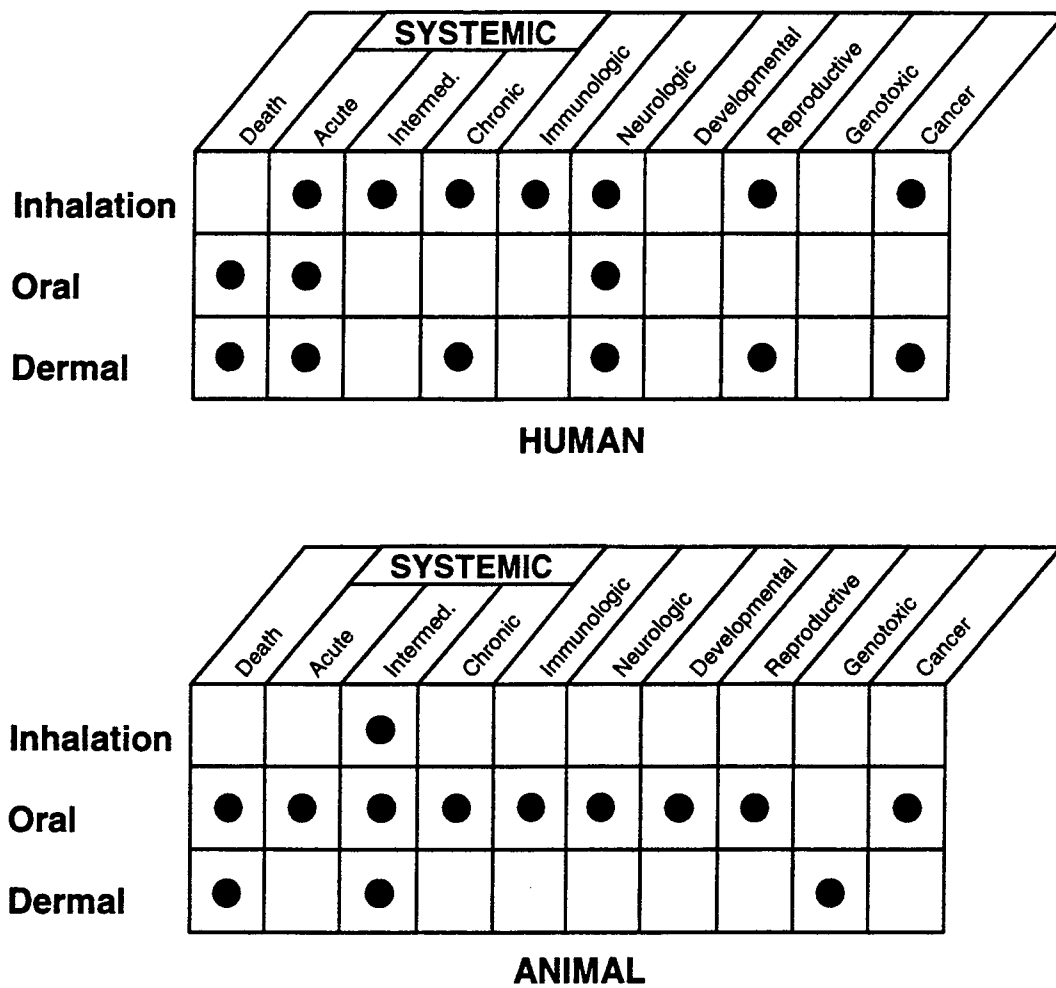 SYSTEMIC
Death
Acute
Intermed.
Chronic
Immunologic
Neurologic
Developmental
Reproductive
Genotoxic
Cancer
Inhalation
Oral
Dermal
HUMAN
SYSTEMIC
Death
Acute
Intermed.
Chronic
Immunologic
Neurologic
Developmental
Reproductive
Genotoxic
Cancer
Inhalation
Oral
Dermal
ANIMAL